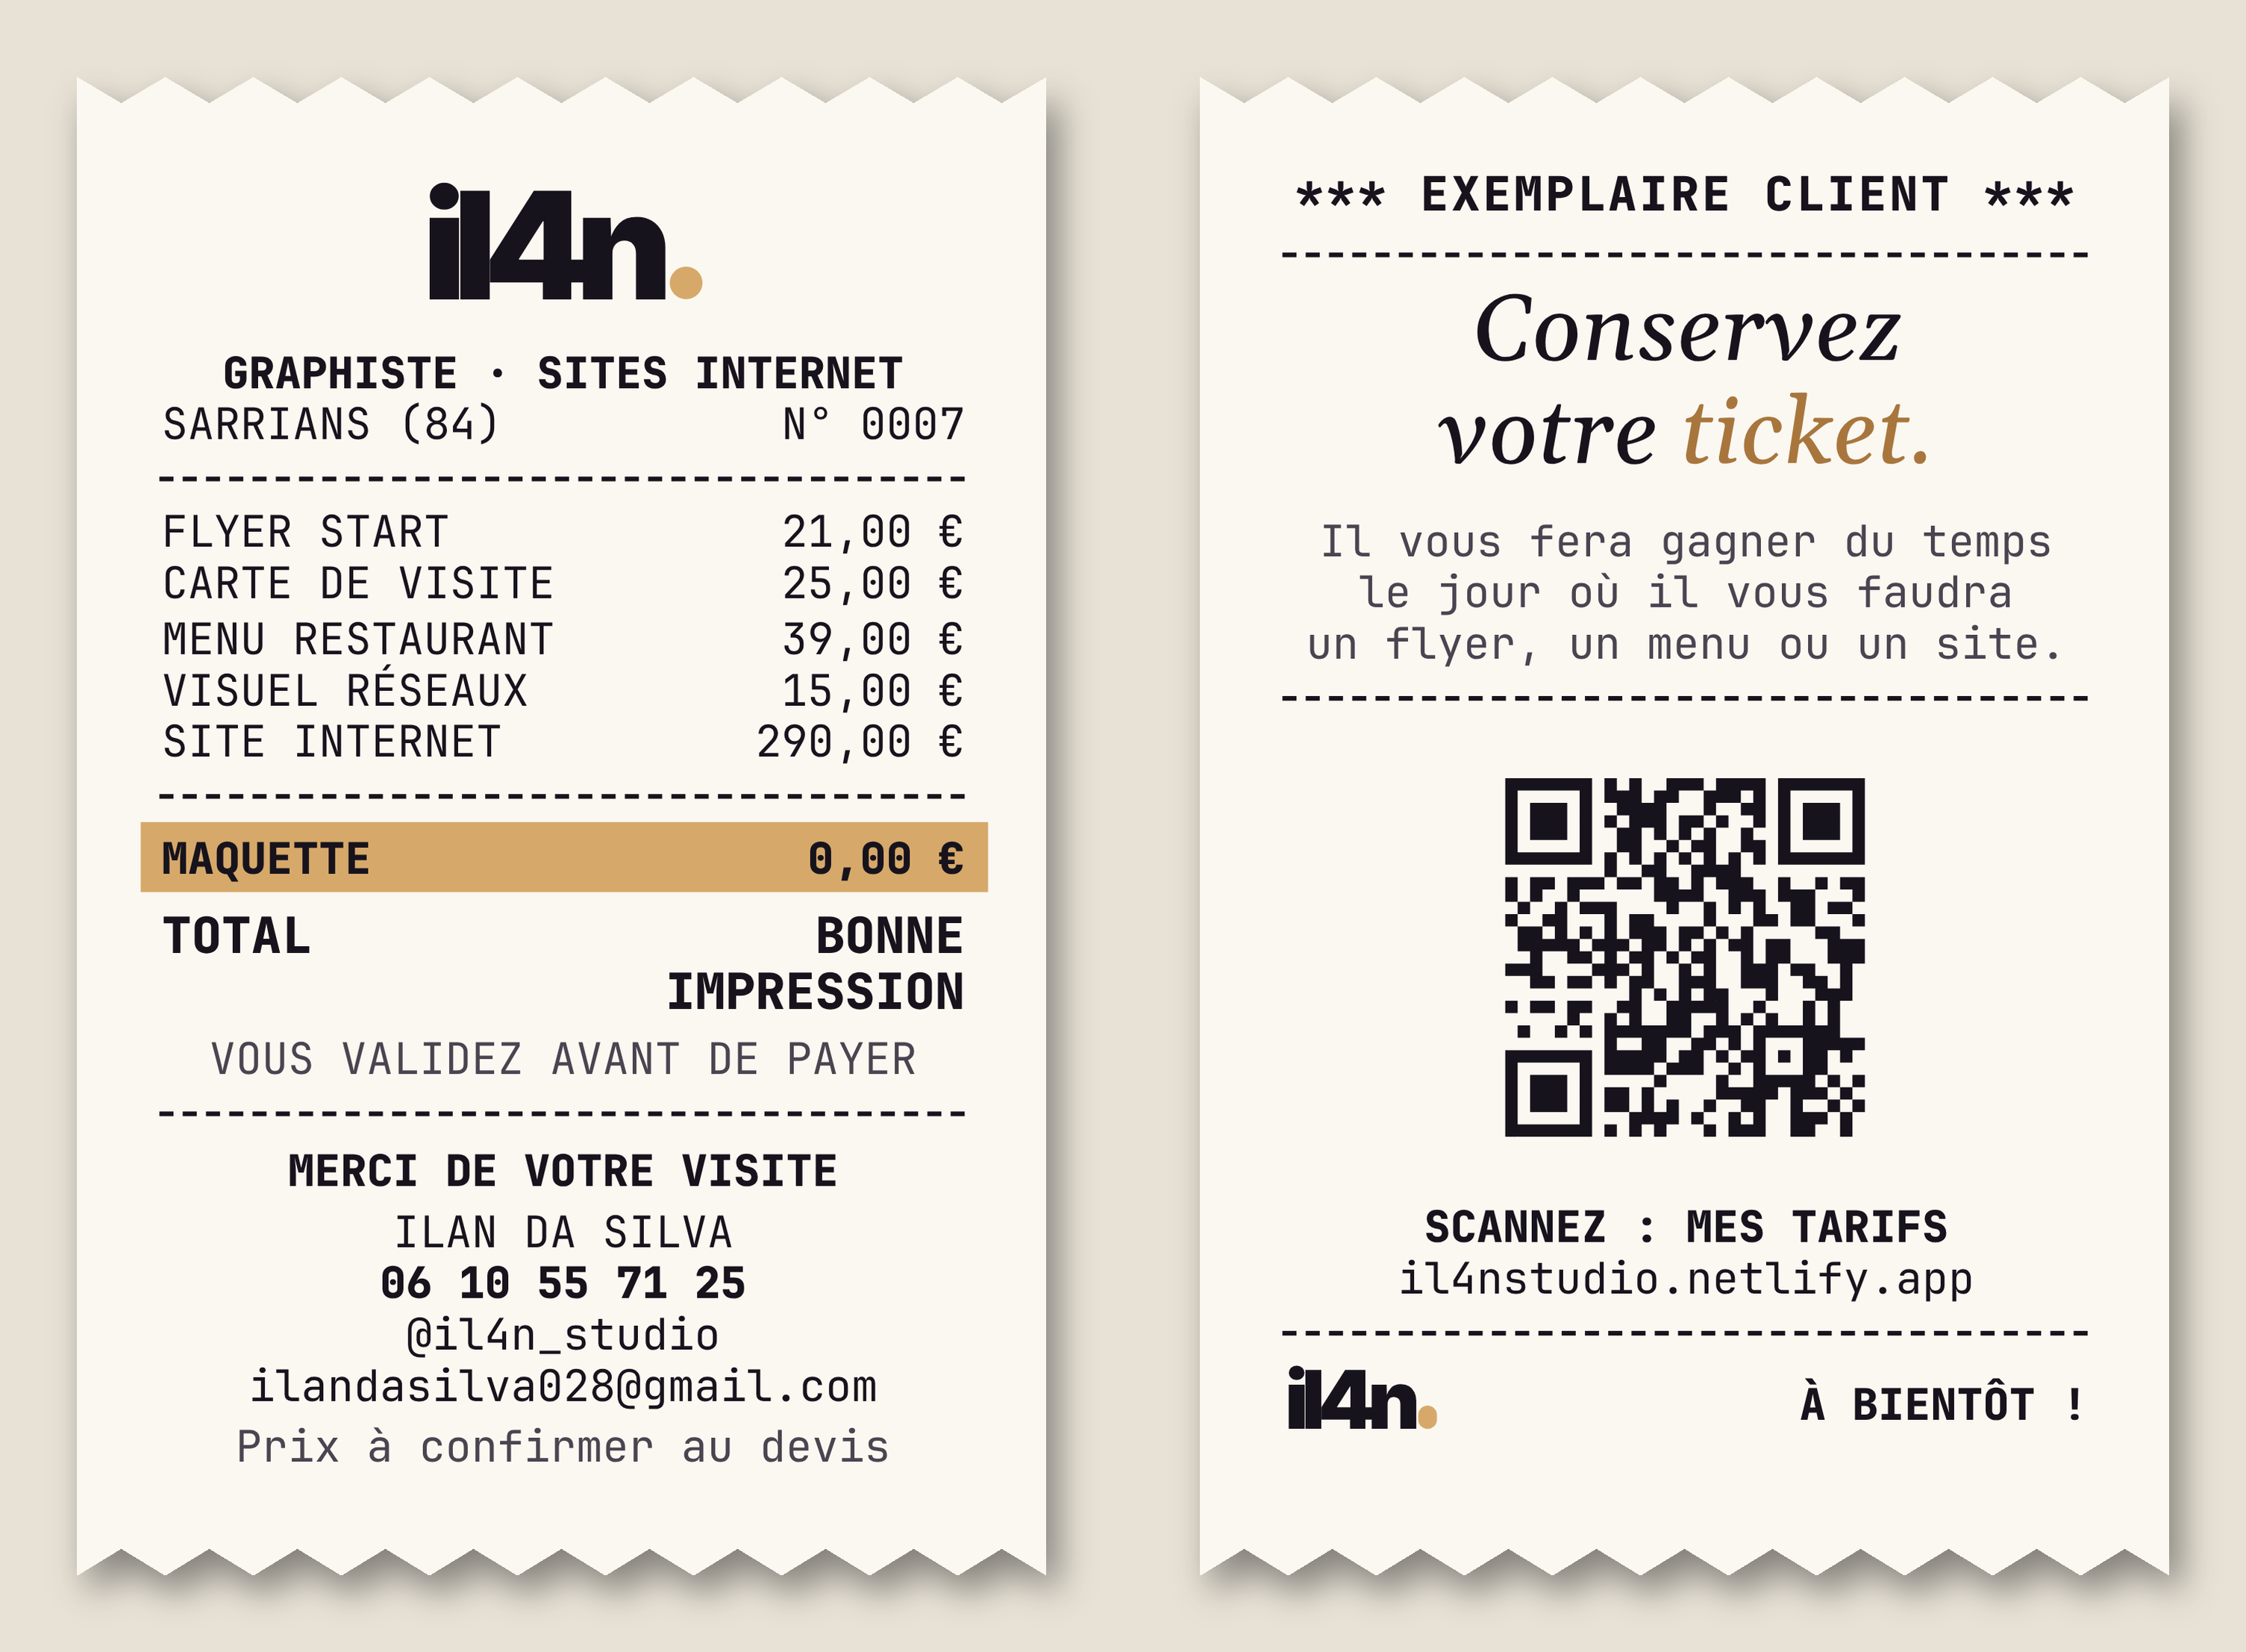 il4n.
GRAPHISTE · SITES INTERNET
SARRIANS (84) N° 0007
FLYER START 21,00 €
CARTE DE VISITE 25,00 €
MENU RESTAURANT 39,00 €
VISUEL RÉSEAUX 15,00 €
SITE INTERNET 290,00 €
MAQUETTE 0,00 €
TOTAL BONNE
IMPRESSION
VOUS VALIDEZ AVANT DE PAYER
MERCI DE VOTRE VISITE
ILAN DA SILVA
06 10 55 71 25
@il4n_studio
ilandasilva028@gmail.com
Prix à confirmer au devis
*** EXEMPLAIRE CLIENT ***
Conservez
votre ticket.
Il vous fera gagner du temps
le jour où il vous faudra
un flyer, un menu ou un site.
SCANNEZ : MES TARIFS
il4nstudio.netlify.app
il4n. À BIENTÔT !